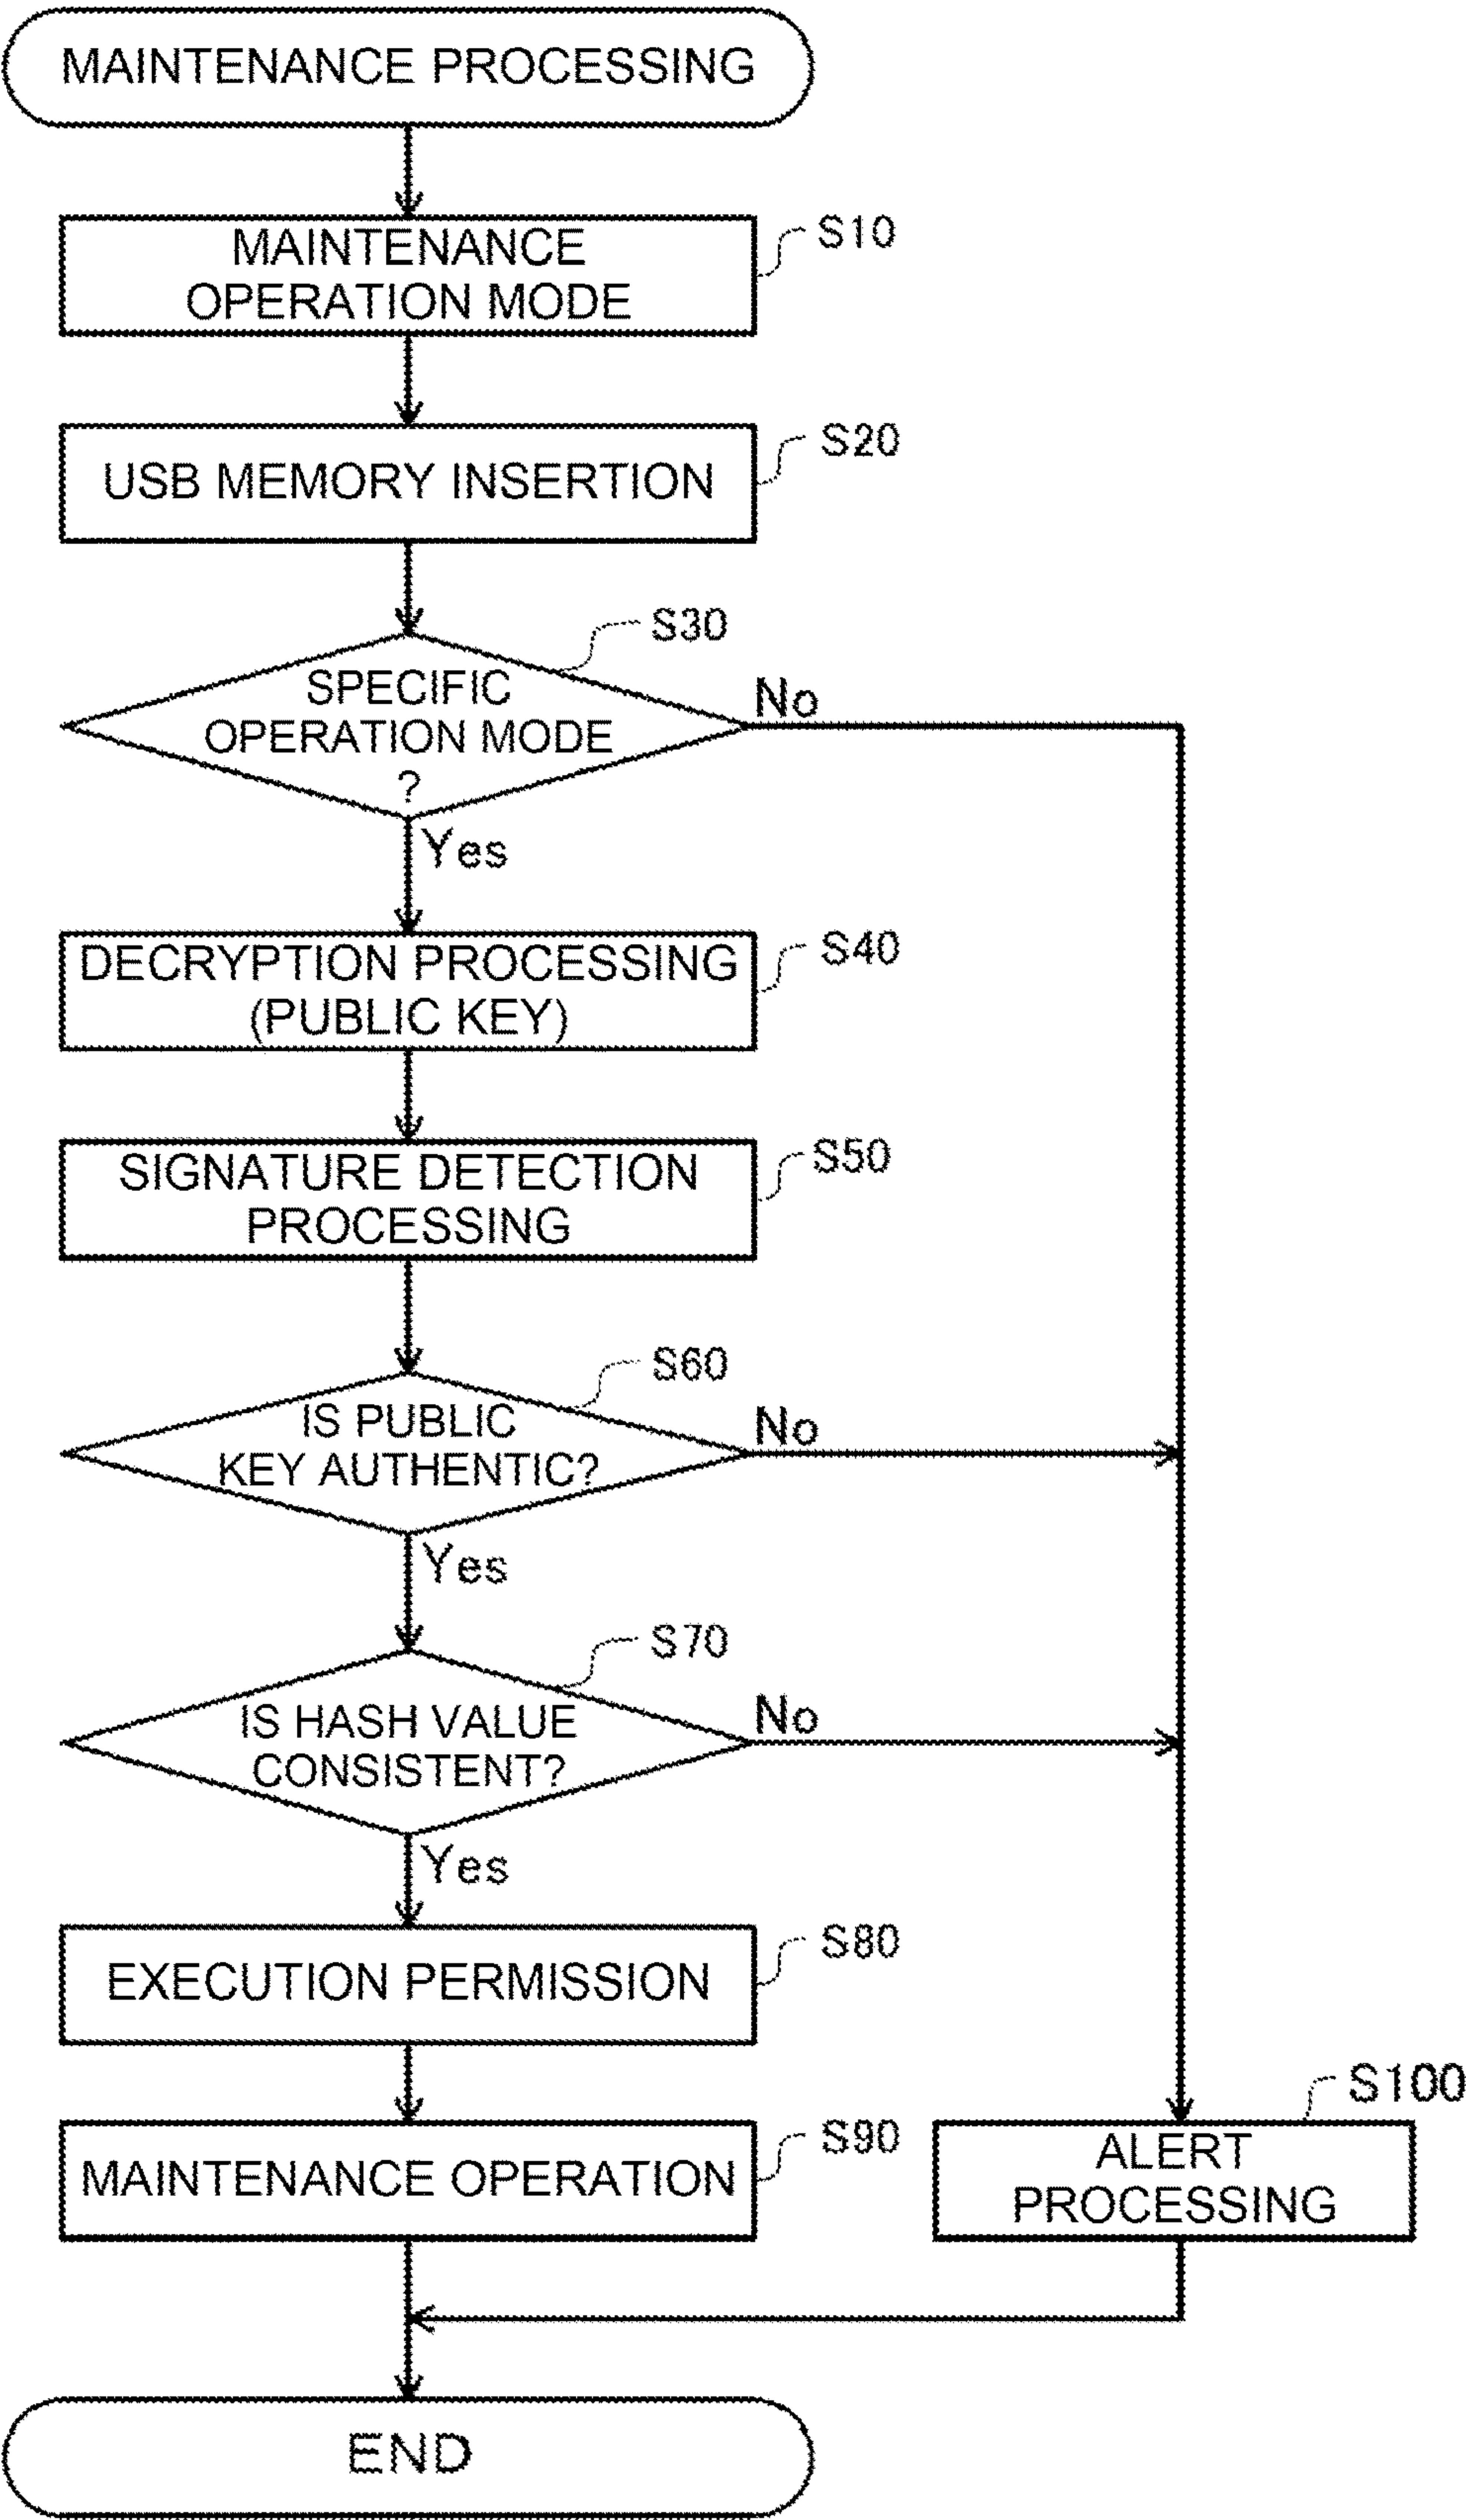 MAINTENANCE PROCESSING
MAINTENANCE
OPERATION MODE
S10
USB MEMORY INSERTION
S20
S30
SPECIFIC
OPERATION MODE
?
No
Yes
DECRYPTION PROCESSING
(PUBLIC KEY)
S40
SIGNATURE DETECTION
PROCESSING
S50
S60
IS PUBLIC
KEY AUTHENTIC?
No
Yes
S70
IS HASH VALUE
CONSISTENT?
No
Yes
EXECUTION PERMISSION
S80
MAINTENANCE OPERATION
S90
S100
ALERT
PROCESSING
END